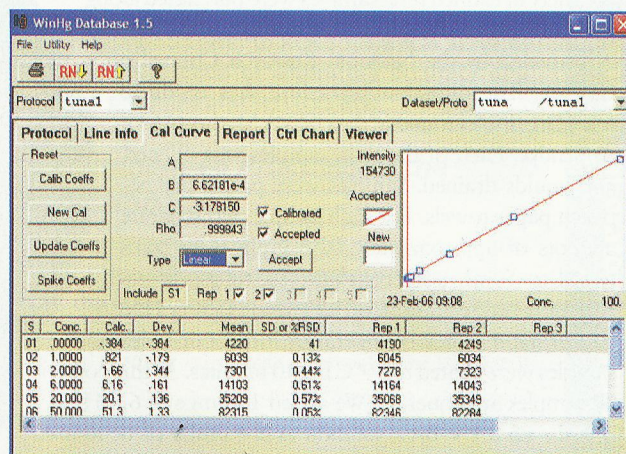 WinHg Database 1.5
File Utility Help
RN RN ?
Protocol tuna1 Dataset/Proto tuna /tuna1
Protocol Line Info Cal Curve Report Ctrl Chart Viewer
Reset
Calib Coeffs
New Cal
Update Coeffs
Spike Coeffs
A
B 6.62181e-4
C -3.178150
Rho .999843
Calibrated
Accepted
Type Linear Accept
Include S1 Rep 1 2 3 4 5
Intensity
154730
Accepted
New
23-Feb-06 09:08 Conc. 100.
S Conc. Calc. Dev. Mean SD or %RSD Rep 1 Rep 2 Rep 3
01 .00000 -.384 -.384 4220 41 4190 4249
02 1.0000 .821 -.179 6039 0.13% 6045 6034
03 2.0000 1.66 -.344 7301 0.44% 7278 7323
04 6.0000 6.16 .161 14103 0.61% 14164 14043
05 20.000 20.1 .136 35209 0.57% 35068 35349
06 50.000 51.3 1.33 82315 0.05% 82346 82284